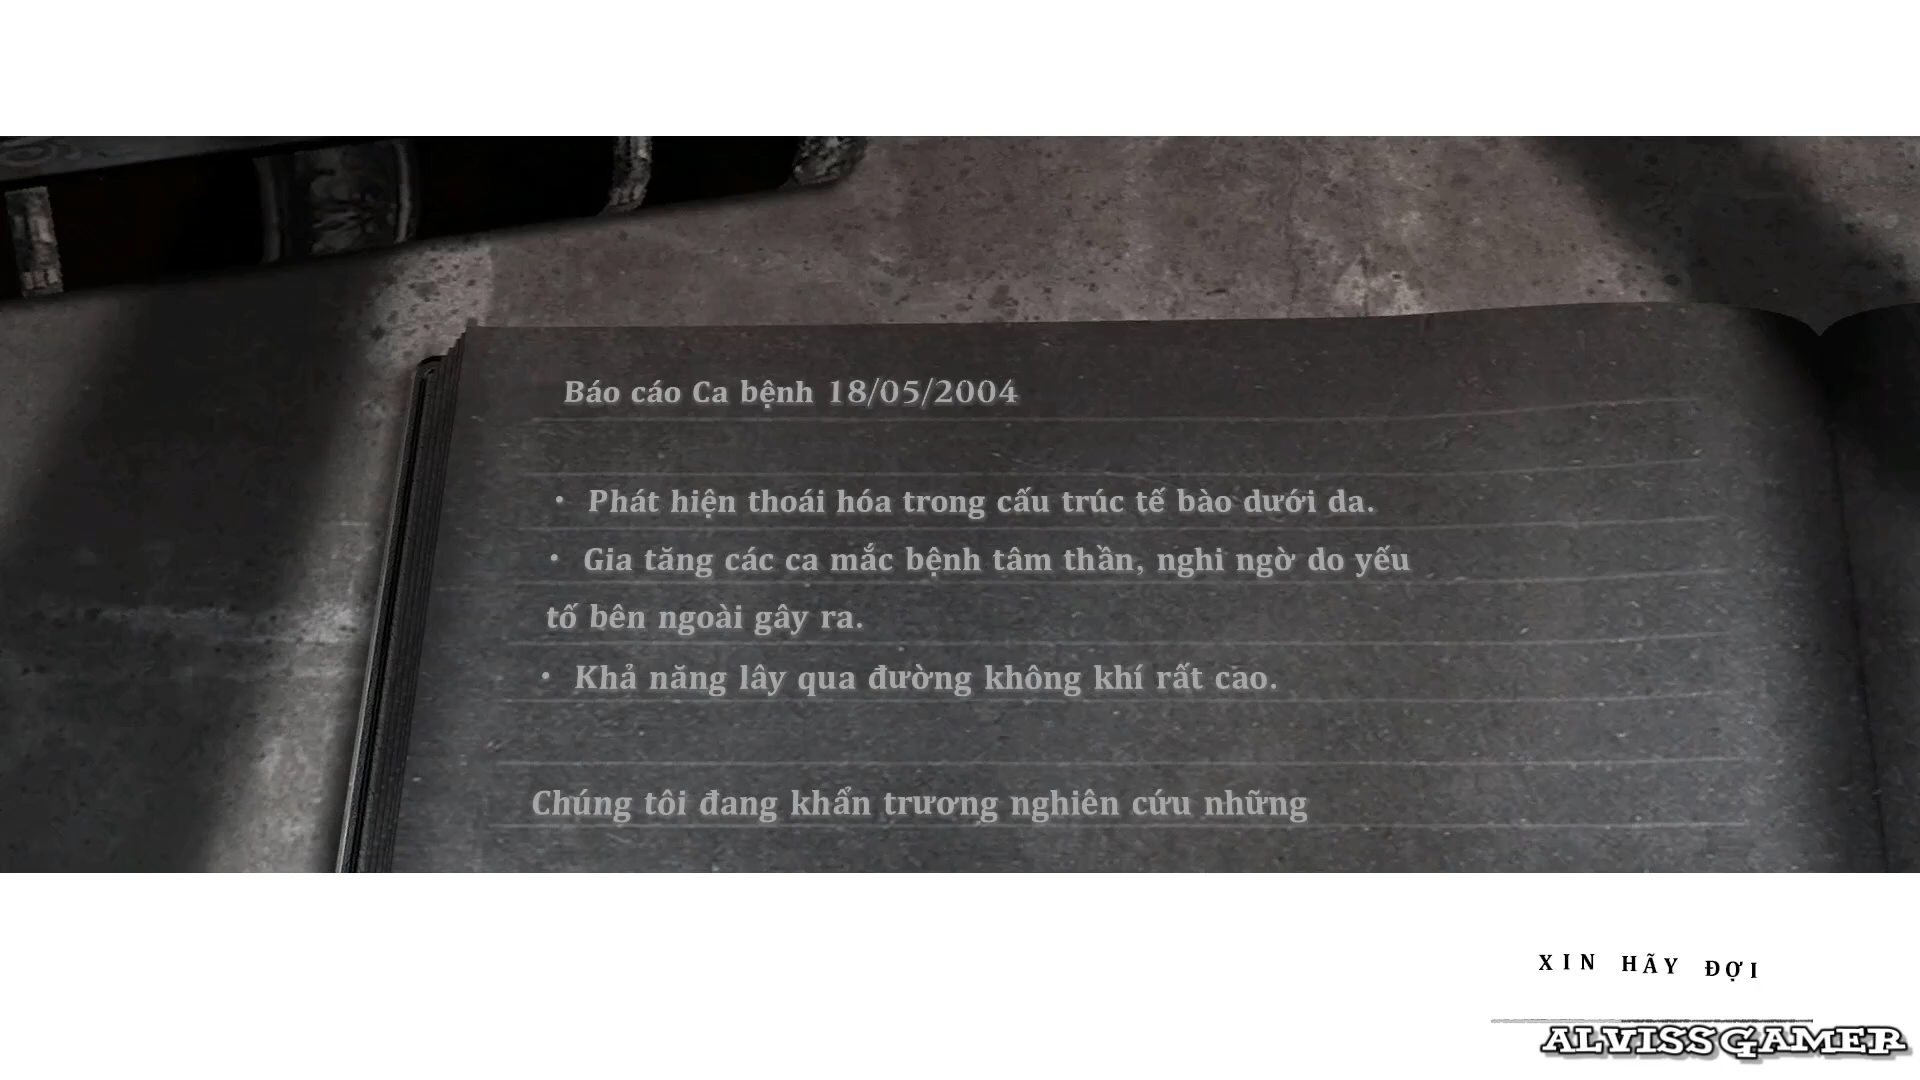 Báo cáo Ca bệnh 18/05/2004
• Phát hiện thoái hóa trong cấu trúc tế bào dưới da.
• Gia tăng các ca mắc bệnh tâm thần, nghi ngờ do yếu
tố bên ngoài gây ra.
• Khả năng lây qua đường không khí rất cao.
Chúng tôi đang khẩn trương nghiên cứu những
XIN HÃY ĐỢI
ALVISSGAMER